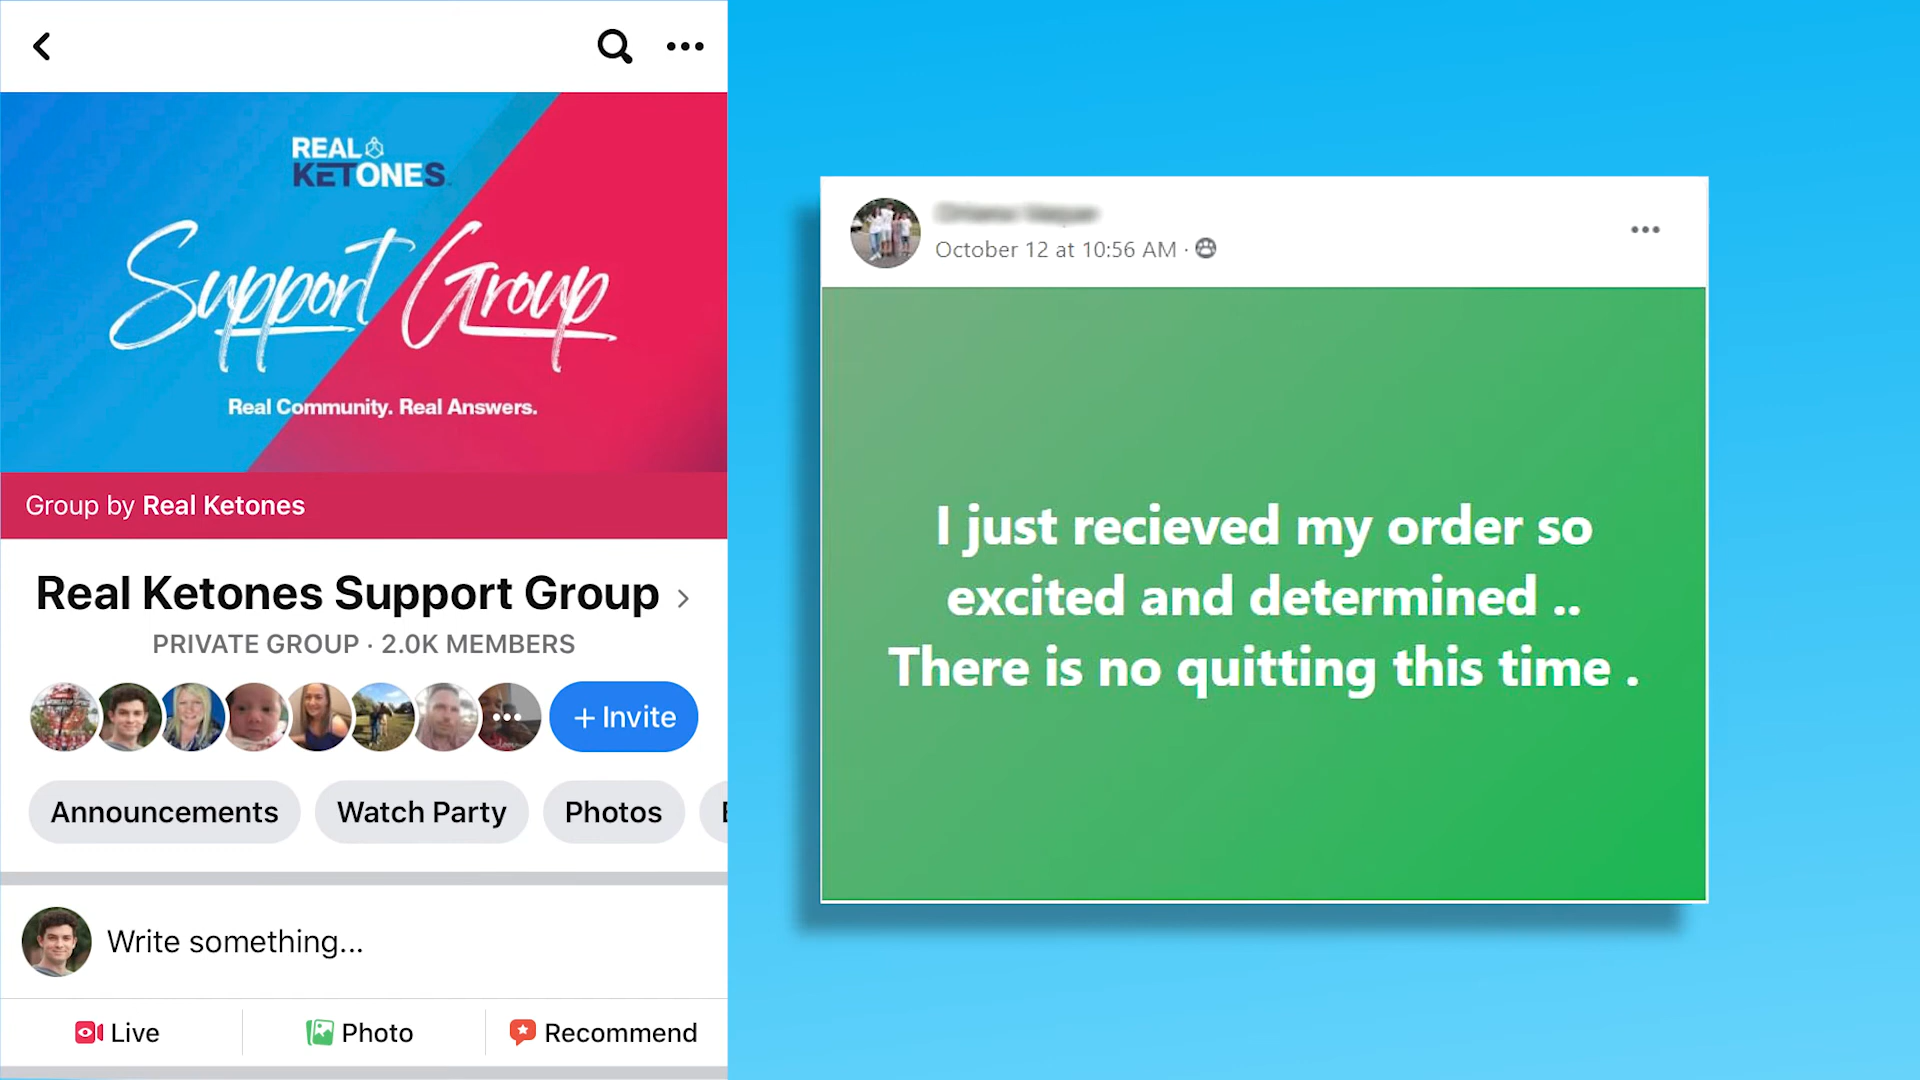 REAL
KETONES
Support Group
Real Community. Real Answers.
Group by Real Ketones
Real Ketones Support Group
PRIVATE GROUP · 2.0K MEMBERS
+ Invite
Announcements
Watch Party
Photos
Write something...
Live
Photo
Recommend
October 12 at 10:56 AM ·
I just recieved my order so
excited and determined ..
There is no quitting this time .